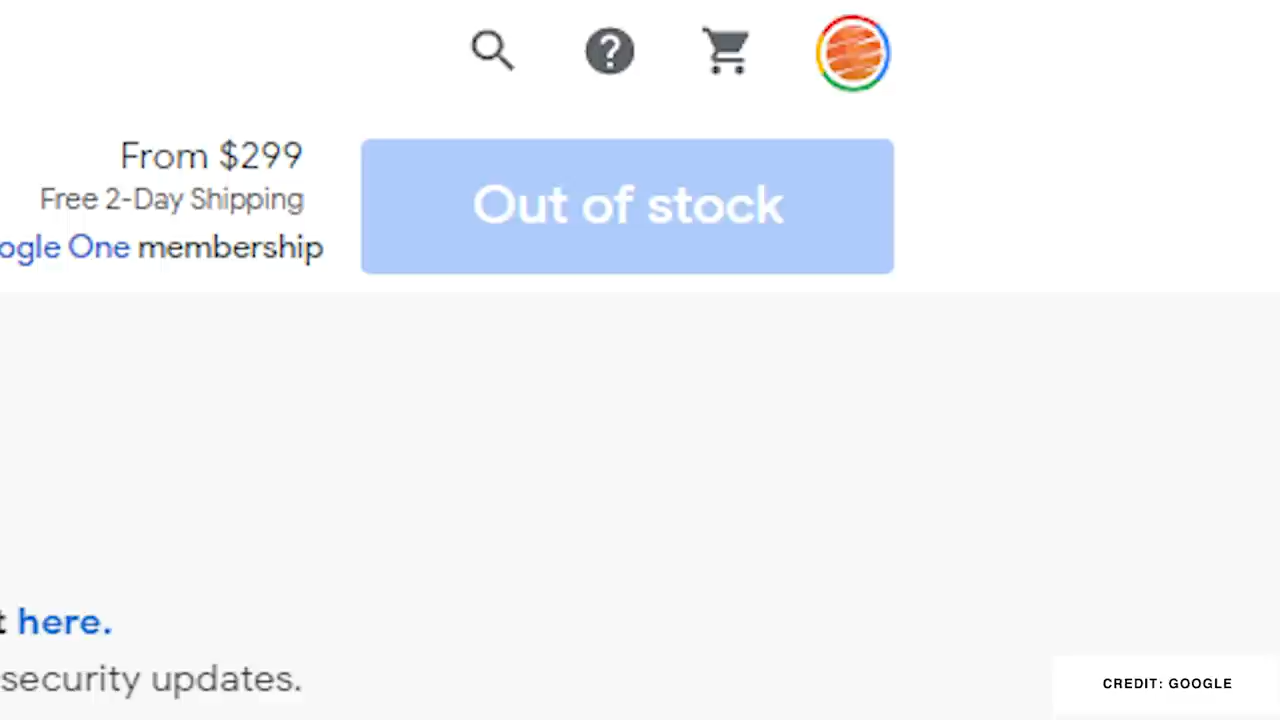 From $299
Free 2-Day Shipping
Out of stock
ogle One membership
t here.
security updates.
CREDIT: GOOGLE